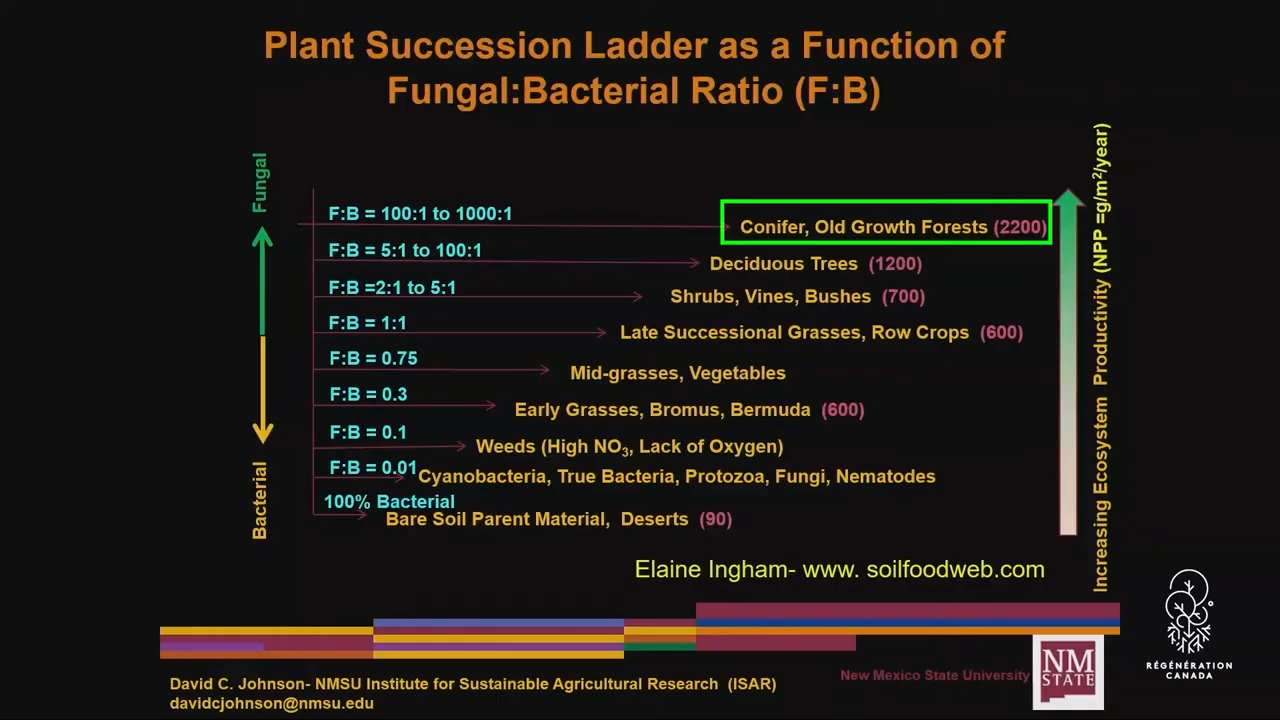 Plant Succession Ladder as a Function of
Fungal:Bacterial Ratio (F:B)
Fungal
Bacterial
F:B = 100:1 to 1000:1
Conifer, Old Growth Forests (2200)
F:B = 5:1 to 100:1
Deciduous Trees (1200)
F:B =2:1 to 5:1
Shrubs, Vines, Bushes (700)
F:B = 1:1
Late Successional Grasses, Row Crops (600)
F:B = 0.75
Mid-grasses, Vegetables
F:B = 0.3
Early Grasses, Bromus, Bermuda (600)
F:B = 0.1
Weeds (High NO₃, Lack of Oxygen)
F:B = 0.01
Cyanobacteria, True Bacteria, Protozoa, Fungi, Nematodes
100% Bacterial
Bare Soil Parent Material, Deserts (90)
Increasing Ecosystem Productivity (NPP =g/m²/year)
Elaine Ingham- www. soilfoodweb.com
David C. Johnson- NMSU Institute for Sustainable Agricultural Research (ISAR)
davidcjohnson@nmsu.edu
New Mexico State University
NM
STATE
RÉGÉNÉRATION
CANADA